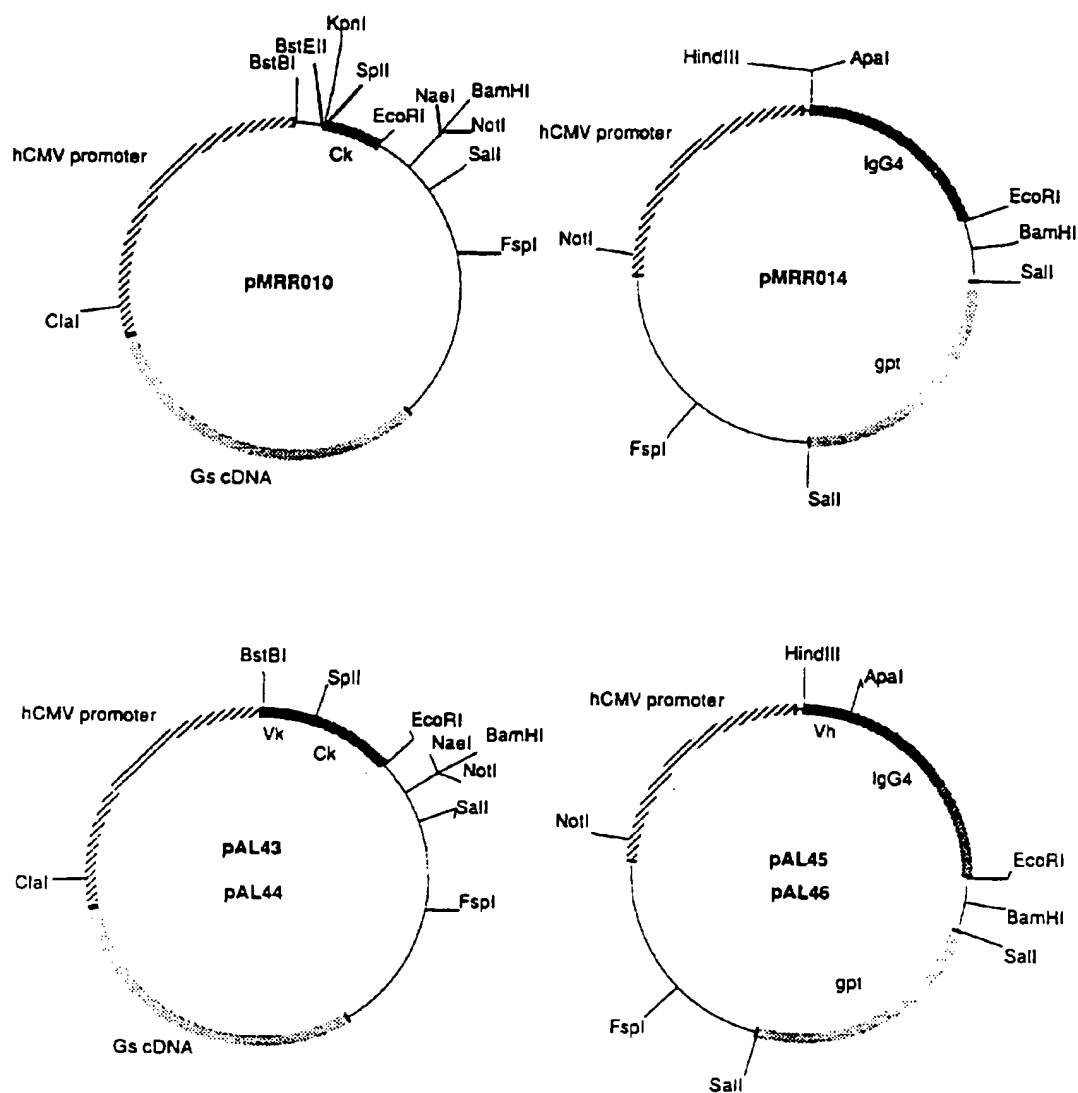 KpnI
BstEII
BstBI
SplI
NaeI
BamHI
EcoRI
NotI
SalI
hCMV promoter
Ck
FspI
pMRR010
ClaI
Gs cDNA
HindIII
ApaI
hCMV promoter
IgG4
EcoRI
BamHI
NotI
SalI
pMRR014
gpt
FspI
SalI
BstBI
SplI
hCMV promoter
EcoRI
Vk
Ck
NaeI
BamHI
NotI
SalI
pAL43
pAL44
ClaI
FspI
Gs cDNA
HindIII
ApaI
hCMV promoter
Vh
IgG4
NotI
pAL45
pAL46
EcoRI
BamHI
SalI
gpt
FspI
SalI